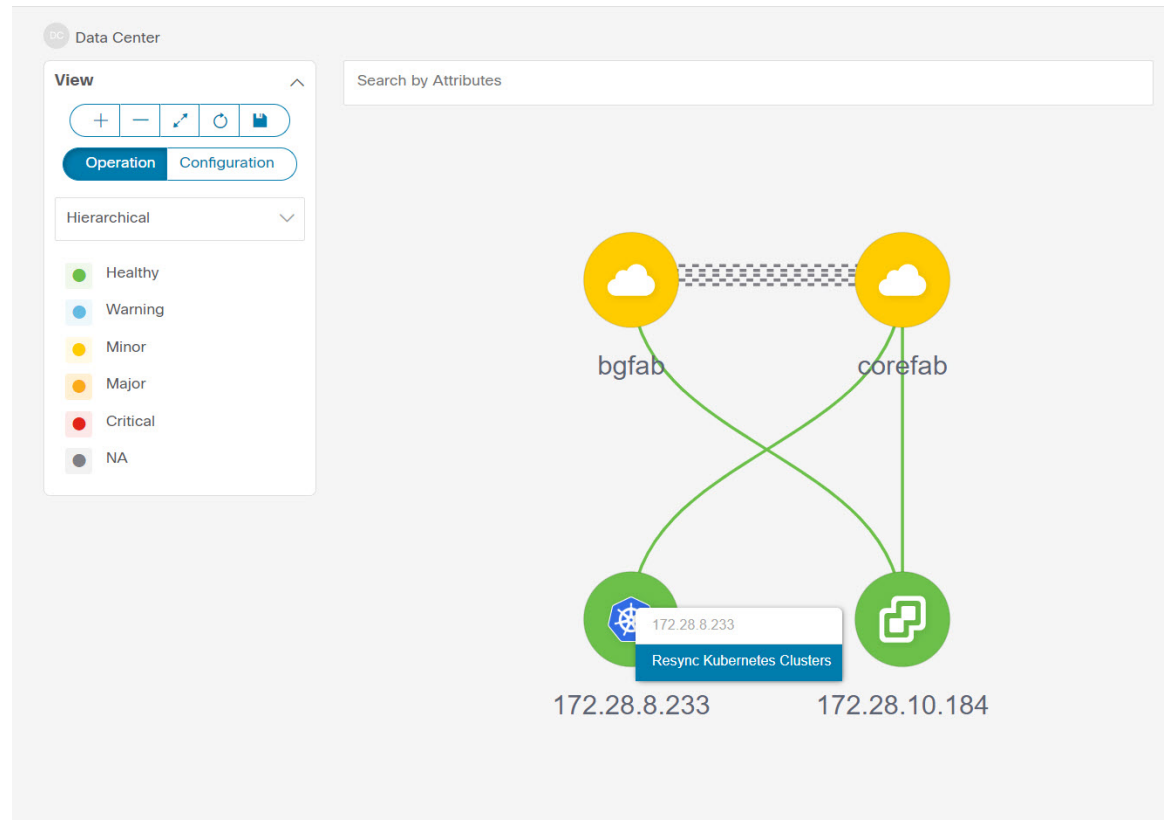 DC Data Center
View
Search by Attributes
Operation Configuration
Hierarchical
Healthy
Warning
Minor
Major
Critical
NA
bgfab
corefab
172.28.8.233
Resync Kubernetes Clusters
172.28.8.233
172.28.10.184